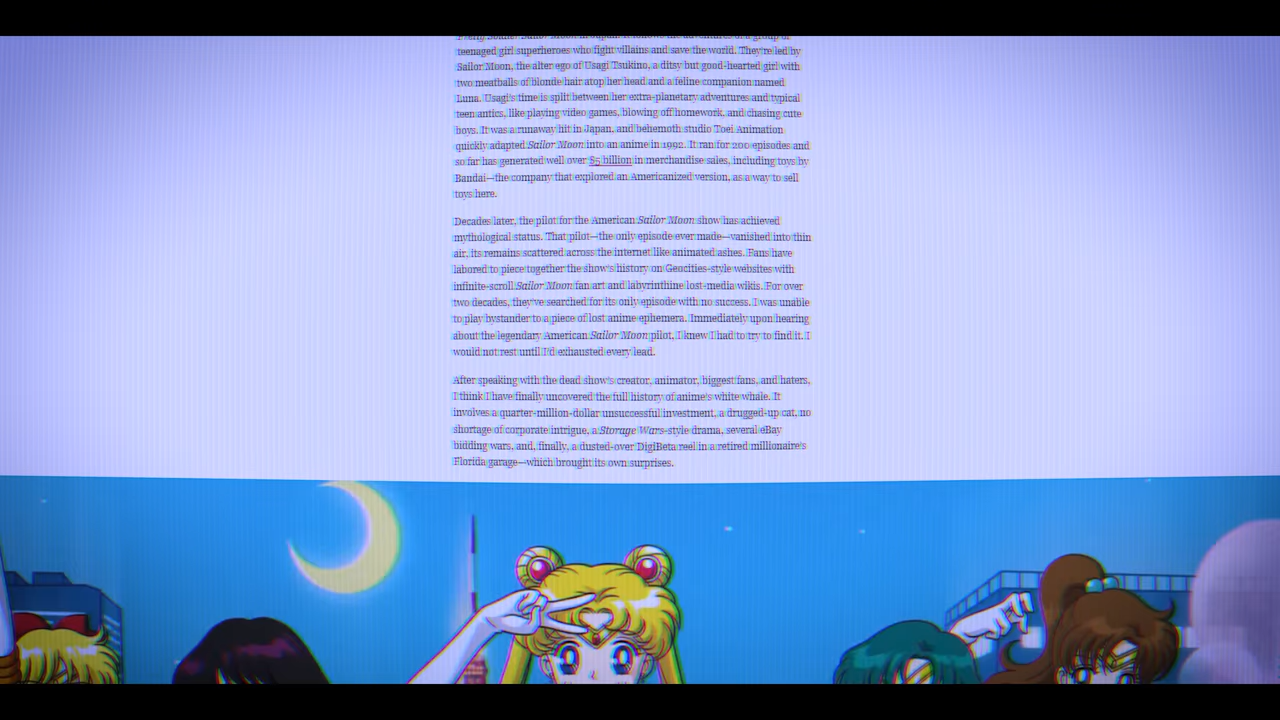 Pretty Soldier Sailor Moon in Japan. It follows the adventures of a group of
teenaged girl superheroes who fight villains and save the world. They're led by
Sailor Moon, the alter ego of Usagi Tsukino, a ditsy but good-hearted girl with
two meatballs of blonde hair atop her head and a feline companion named
Luna. Usagi's time is split between her extra-planetary adventures and typical
teen antics, like playing video games, blowing off homework, and chasing cute
boys. It was a runaway hit in Japan, and behemoth studio Toei Animation
quickly adapted Sailor Moon into an anime in 1992. It ran for 200 episodes and
so far has generated well over $5 billion in merchandise sales, including toys by
Bandai—the company that explored an Americanized version, as a way to sell
toys here.
Decades later, the pilot for the American Sailor Moon show has achieved
mythological status. That pilot—the only episode ever made—vanished into thin
air, its remains scattered across the internet like animated ashes. Fans have
labored to piece together the show's history on Geocities-style websites with
infinite-scroll Sailor Moon fan art and labyrinthine lost-media wikis. For over
two decades, they've searched for its only episode with no success. I was unable
to play bystander to a piece of lost anime ephemera. Immediately upon hearing
about the legendary American Sailor Moon pilot, I knew I had to try to find it. I
would not rest until I'd exhausted every lead.
After speaking with the dead show's creator, animator, biggest fans, and haters,
I think I have finally uncovered the full history of anime's white whale. It
involves a quarter-million-dollar unsuccessful investment, a drugged-up cat, no
shortage of corporate intrigue, a Storage Wars-style drama, several eBay
bidding wars, and, finally, a dusted-over DigiBeta reel in a retired millionaire's
Florida garage—which brought its own surprises.